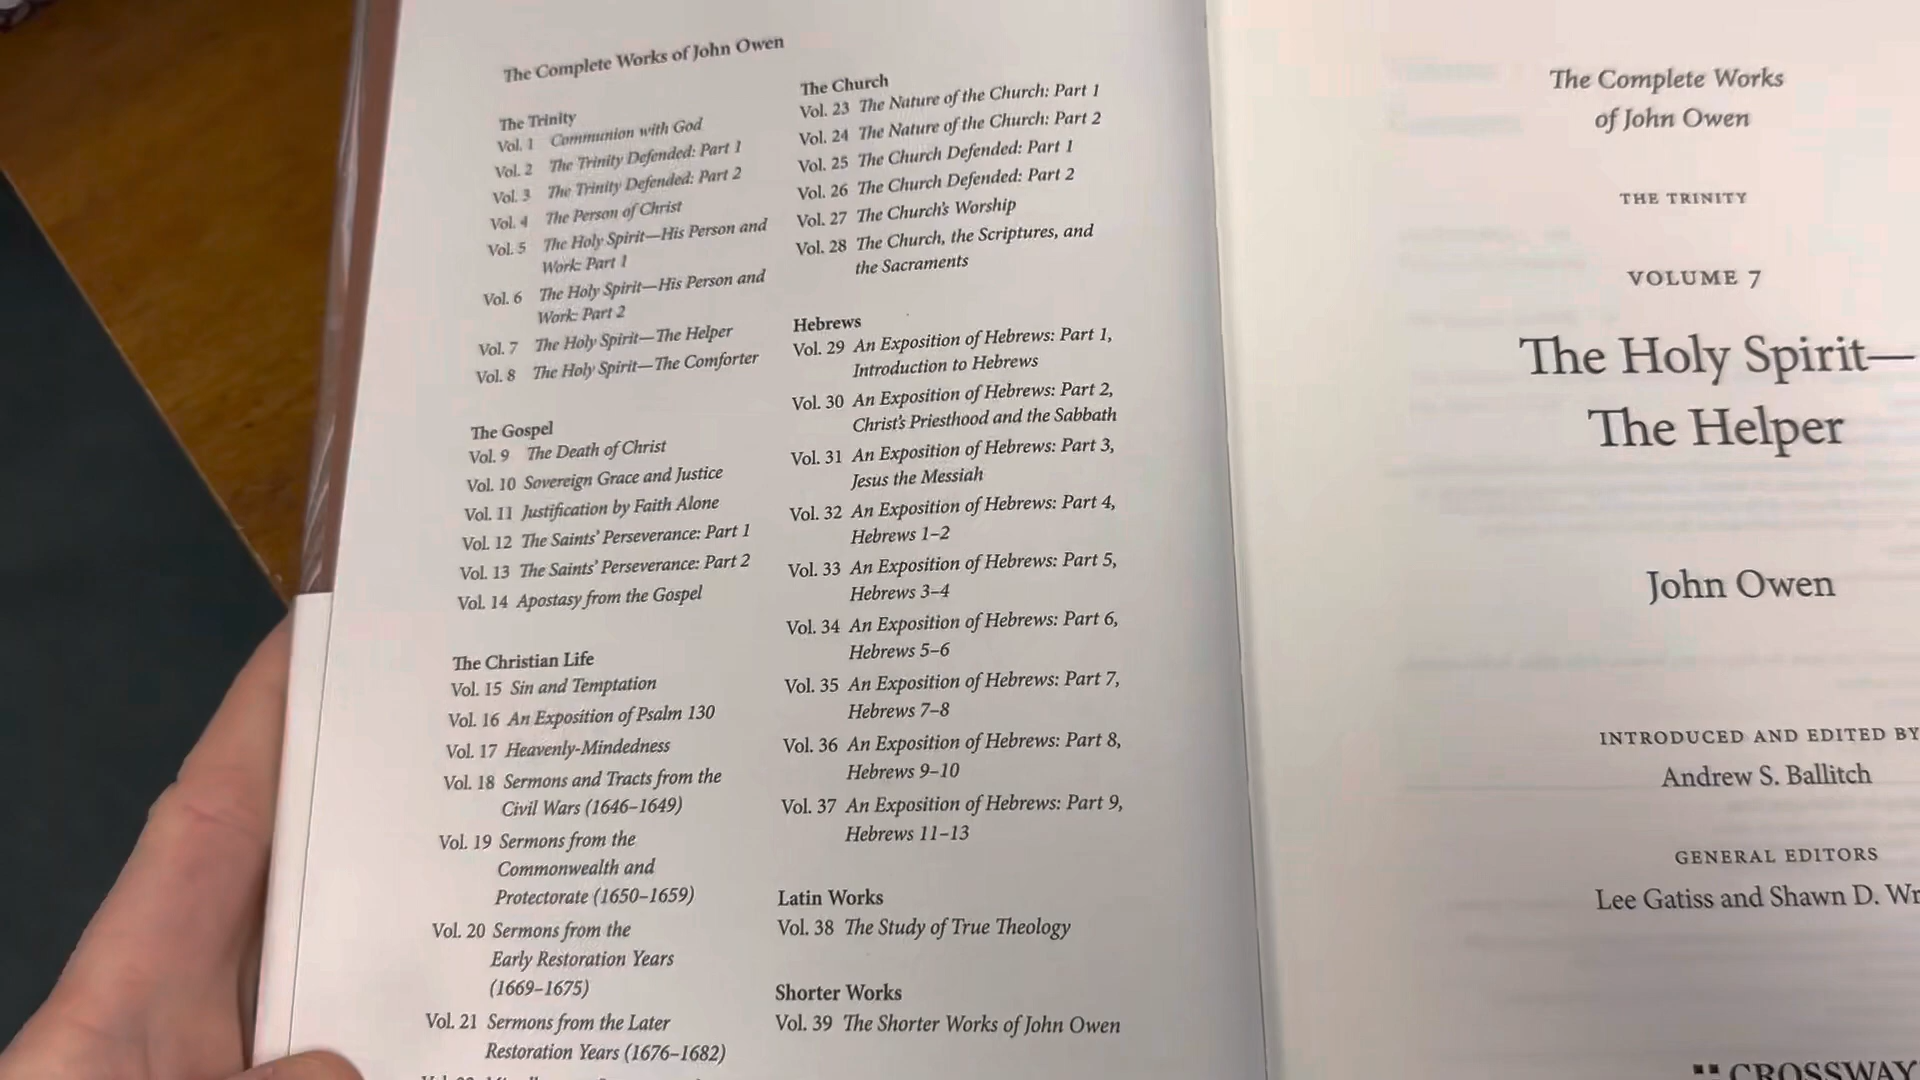 The Complete Works of John Owen
The Trinity
Vol. 1 Communion with God
Vol. 2 The Trinity Defended: Part 1
Vol. 3 The Trinity Defended: Part 2
Vol. 4 The Person of Christ
Vol. 5 The Holy Spirit—His Person and
Work: Part 1
Vol. 6 The Holy Spirit—His Person and
Work: Part 2
Vol. 7 The Holy Spirit—The Helper
Vol. 8 The Holy Spirit—The Comforter
The Gospel
Vol. 9 The Death of Christ
Vol. 10 Sovereign Grace and Justice
Vol. 11 Justification by Faith Alone
Vol. 12 The Saints' Perseverance: Part 1
Vol. 13 The Saints' Perseverance: Part 2
Vol. 14 Apostasy from the Gospel
The Christian Life
Vol. 15 Sin and Temptation
Vol. 16 An Exposition of Psalm 130
Vol. 17 Heavenly-Mindedness
Vol. 18 Sermons and Tracts from the
Civil Wars (1646–1649)
Vol. 19 Sermons from the
Commonwealth and
Protectorate (1650–1659)
Vol. 20 Sermons from the
Early Restoration Years
(1669–1675)
Vol. 21 Sermons from the Later
Restoration Years (1676–1682)
The Church
Vol. 23 The Nature of the Church: Part 1
Vol. 24 The Nature of the Church: Part 2
Vol. 25 The Church Defended: Part 1
Vol. 26 The Church Defended: Part 2
Vol. 27 The Church's Worship
Vol. 28 The Church, the Scriptures, and
the Sacraments
Hebrews
Vol. 29 An Exposition of Hebrews: Part 1,
Introduction to Hebrews
Vol. 30 An Exposition of Hebrews: Part 2,
Christ's Priesthood and the Sabbath
Vol. 31 An Exposition of Hebrews: Part 3,
Jesus the Messiah
Vol. 32 An Exposition of Hebrews: Part 4,
Hebrews 1–2
Vol. 33 An Exposition of Hebrews: Part 5,
Hebrews 3–4
Vol. 34 An Exposition of Hebrews: Part 6,
Hebrews 5–6
Vol. 35 An Exposition of Hebrews: Part 7,
Hebrews 7–8
Vol. 36 An Exposition of Hebrews: Part 8,
Hebrews 9–10
Vol. 37 An Exposition of Hebrews: Part 9,
Hebrews 11–13
Latin Works
Vol. 38 The Study of True Theology
Shorter Works
Vol. 39 The Shorter Works of John Owen
The Complete Works
of John Owen
THE TRINITY
VOLUME 7
The Holy Spirit—
The Helper
John Owen
INTRODUCED AND EDITED BY
Andrew S. Ballitch
GENERAL EDITORS
Lee Gatiss and Shawn D.
CROSSWAY